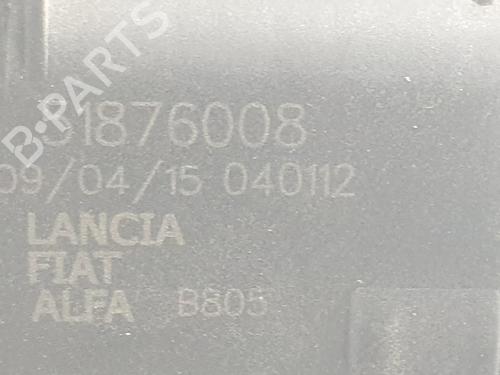 B-PARTS
51876008
09/04/15 040112
LANCIA
FIAT
ALFA B805